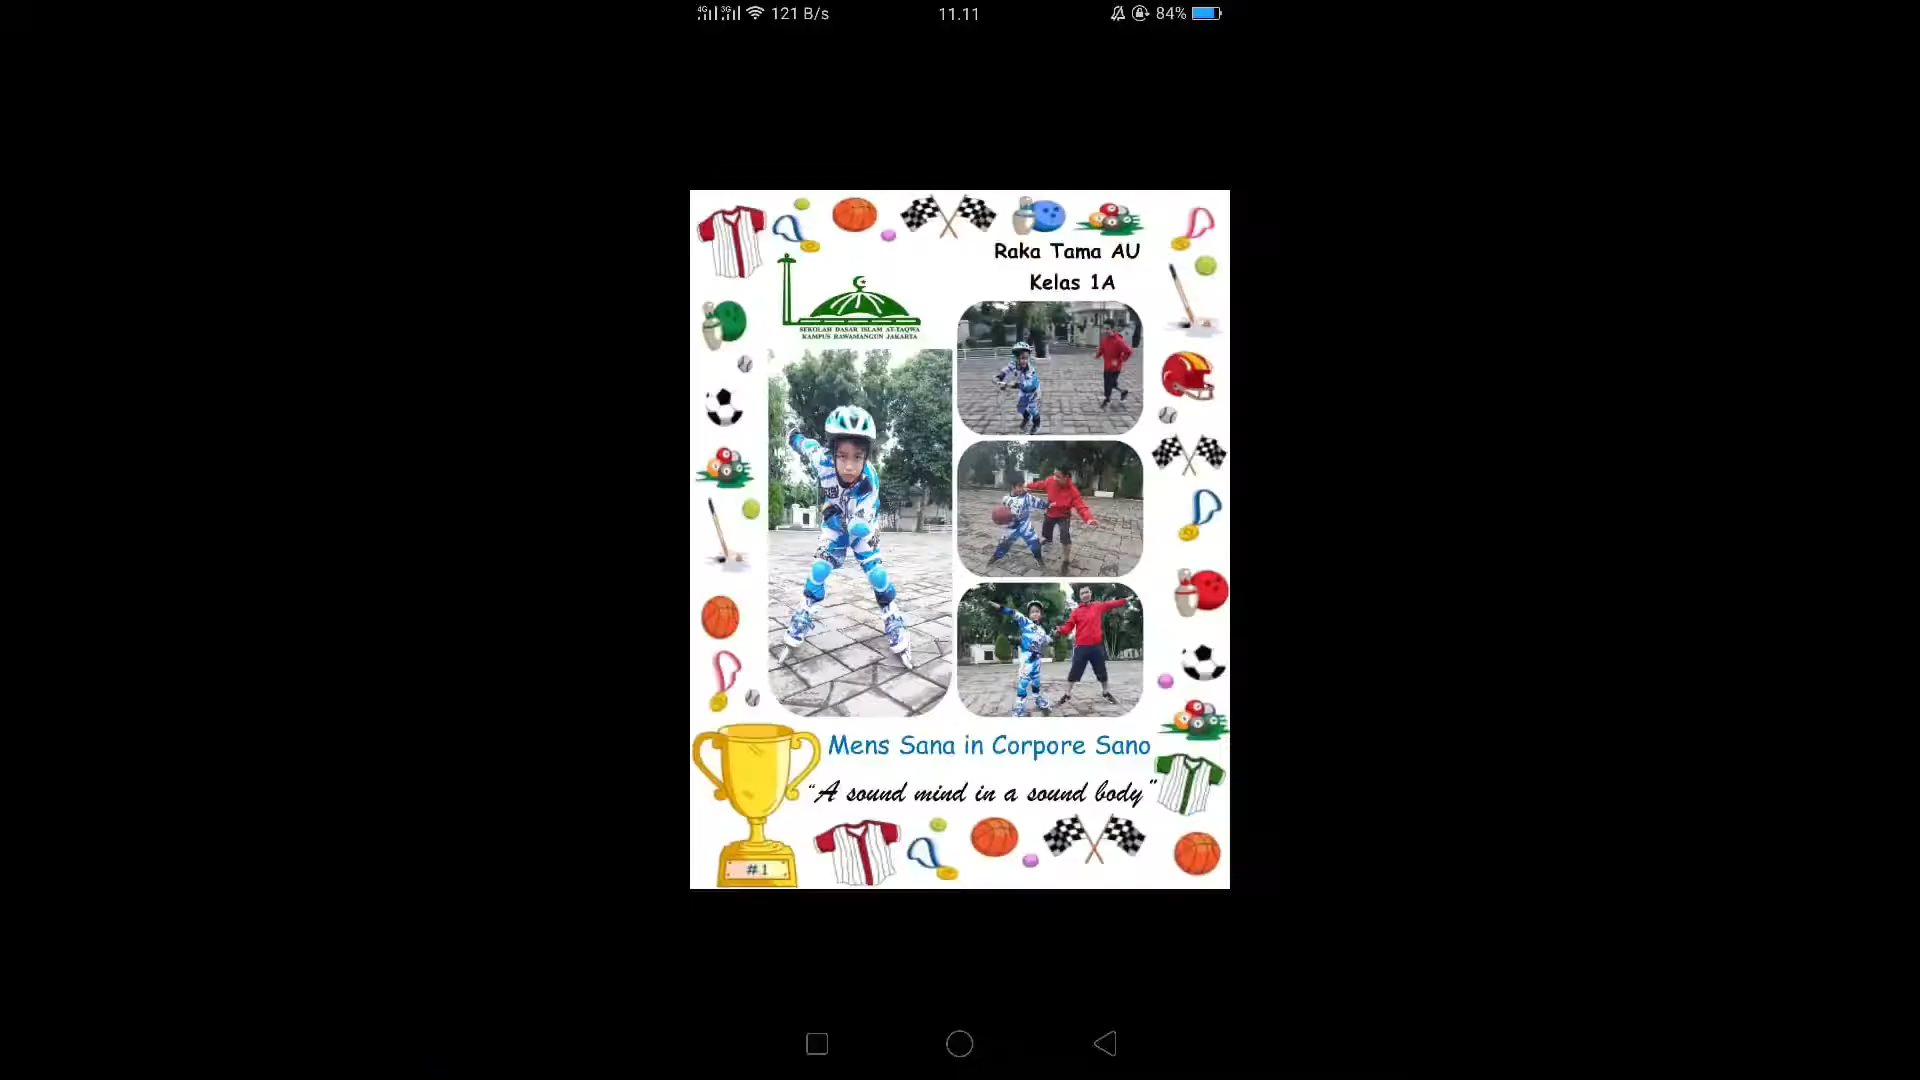 121 B/s
11.11
84%
Raka Tama AU
Kelas 1A
SEKOLAH DASAR ISLAM AT-TAQWA
KAMPUS RAWAMANGUN JAKARTA
Mens Sana in Corpore Sano
"A sound mind in a sound body"
#1